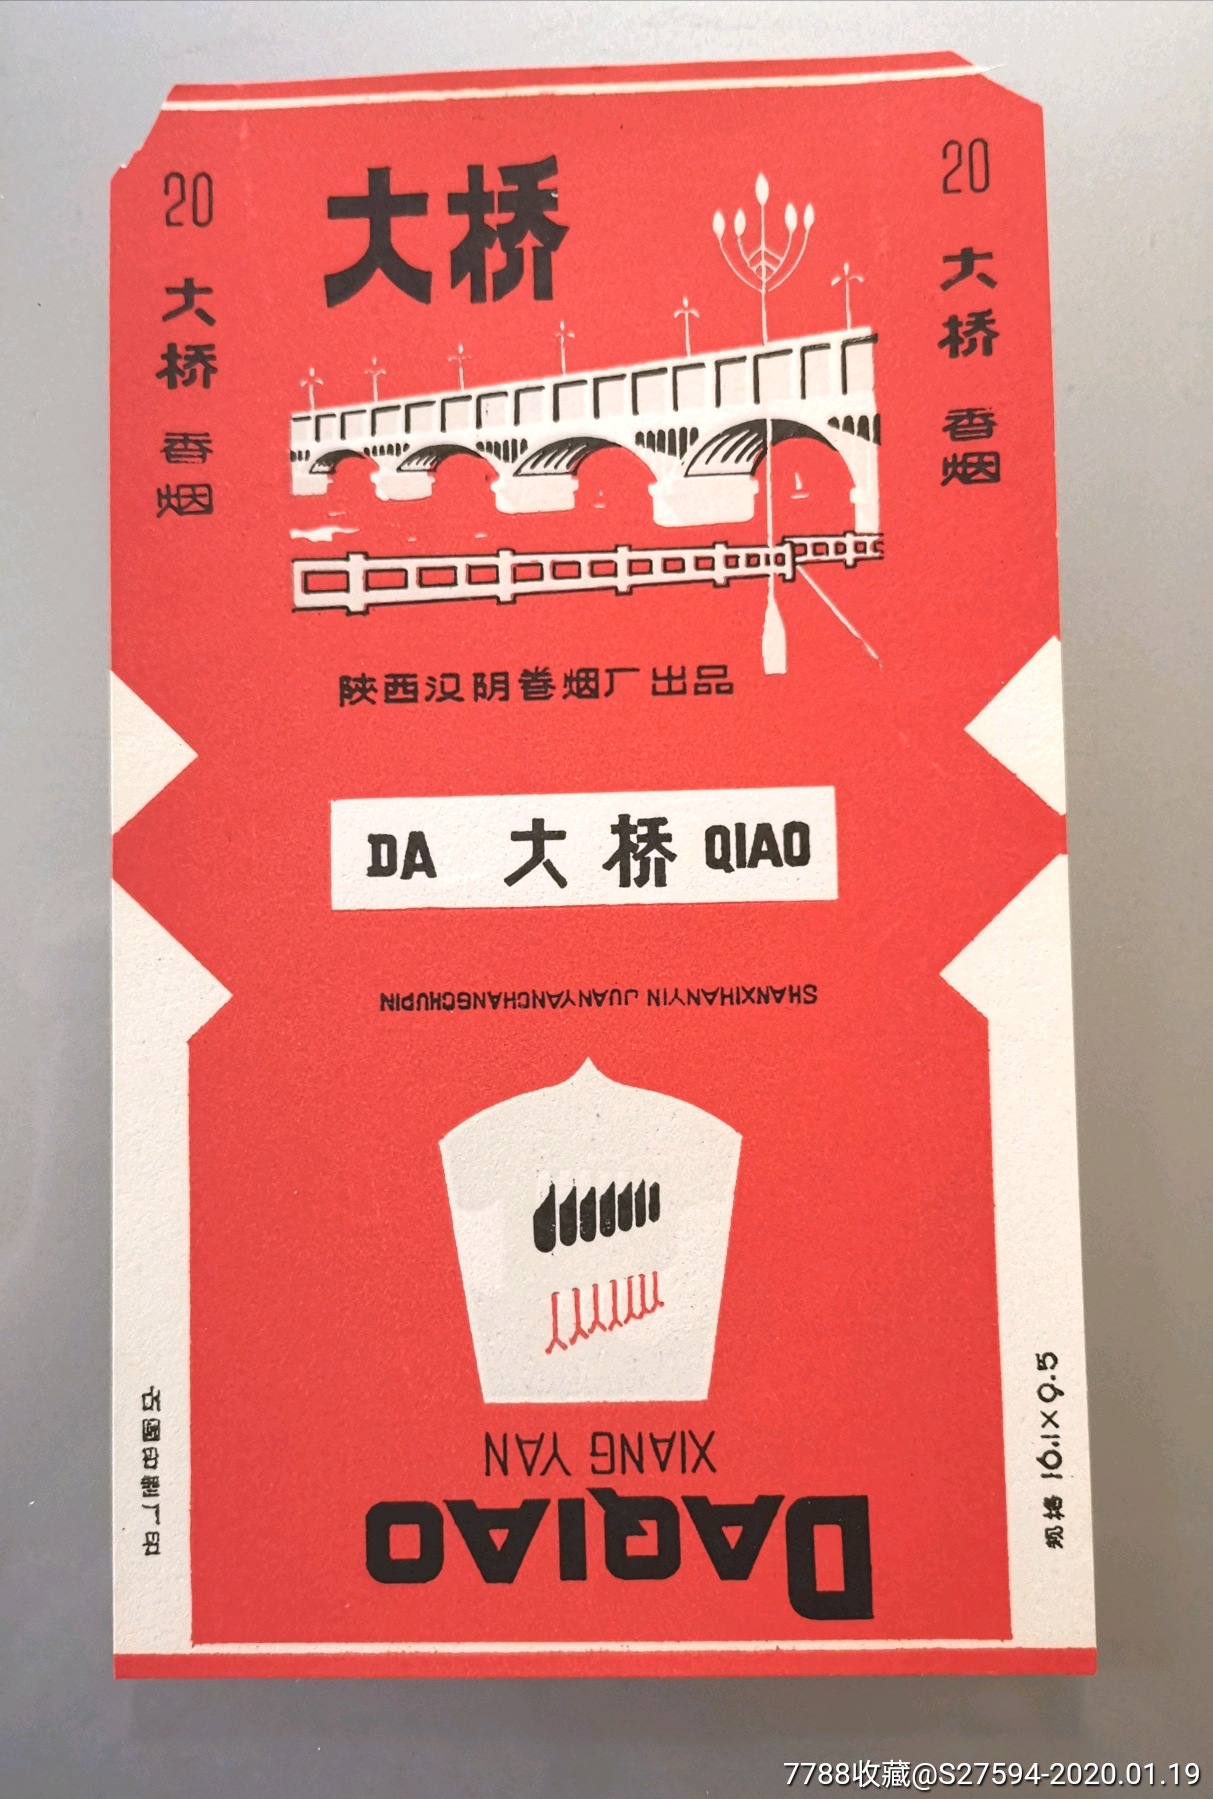 大桥
20
大桥 香烟
20
大桥 香烟
陕西汉阴卷烟厂出品
DA 大桥 QIAO
SHANXIHANYIN JUANYANCHANGCHUPIN
XIANG YAN
DAQIAO
规格 16.1×9.5
7788收藏@S27594-2020.01.19